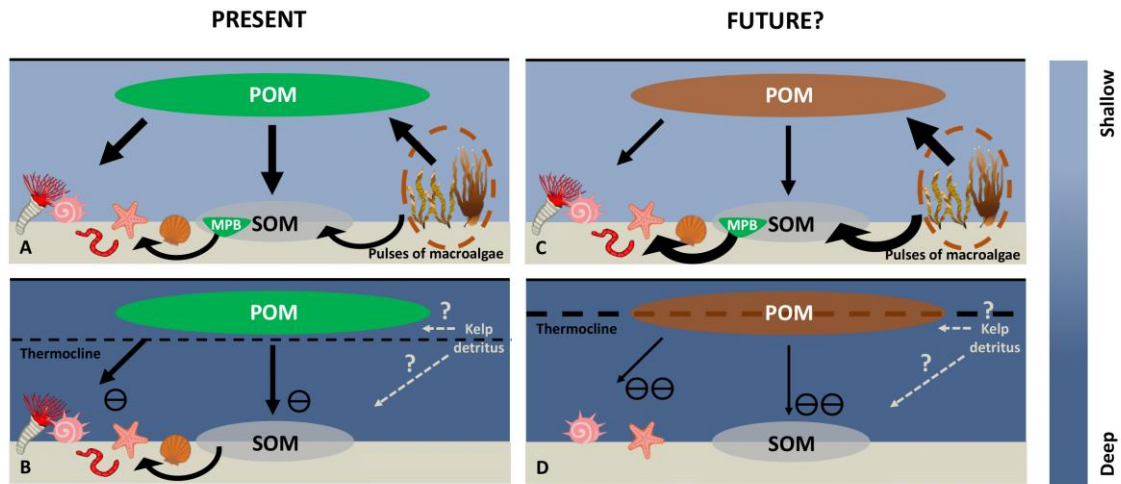 PRESENT
FUTURE?
POM
MPB
SOM
A
Pulses of macroalgae
POM
MPB
SOM
C
Pulses of macroalgae
POM
?
Kelp
detritus
Thermocline
?
⊖
⊖
SOM
B
POM
?
Kelp
detritus
Thermocline
?
⊖⊖
⊖⊖
SOM
D
Shallow
Deep